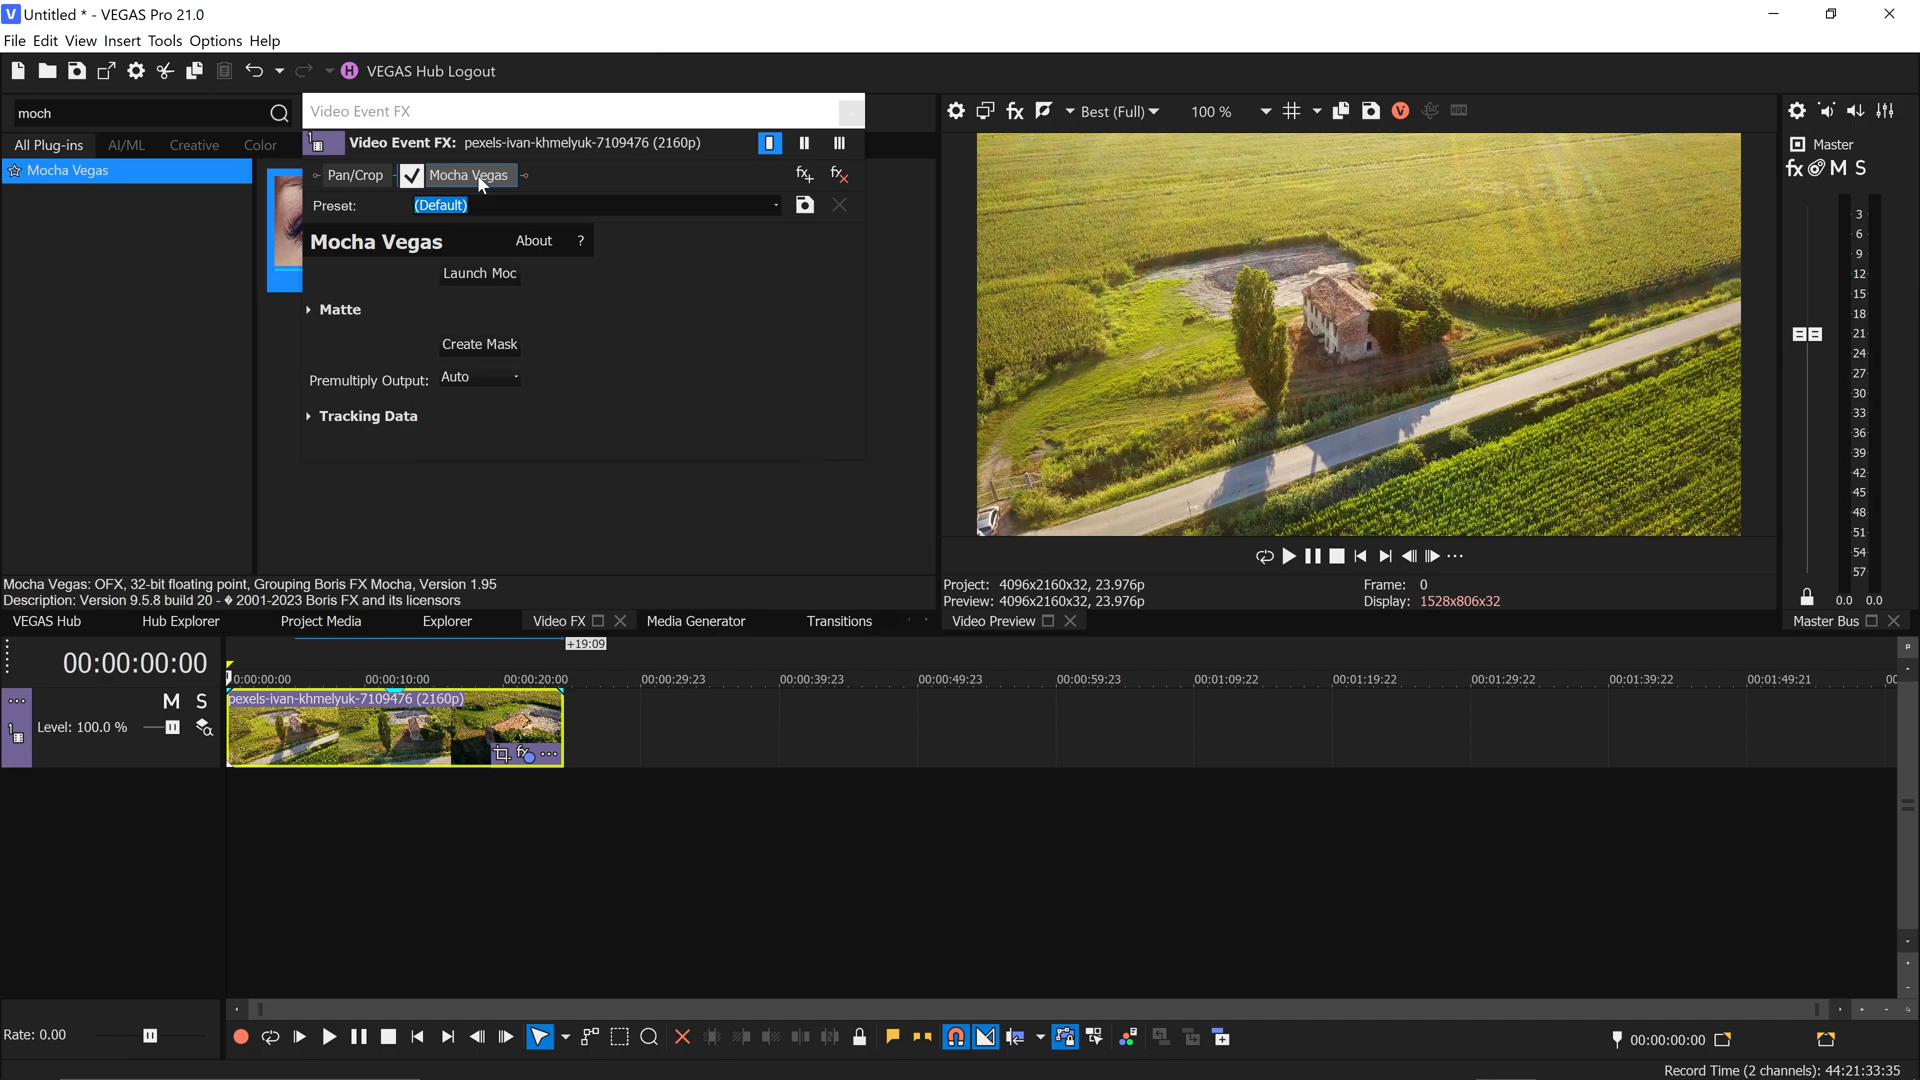 Untitled * - VEGAS Pro 21.0
File Edit View Insert Tools Options Help
VEGAS Hub Logout
moch
All Plug-ins AI/ML Creative Color
Mocha Vegas
Video Event FX
Video Event FX: pexels-ivan-khmelyuk-7109476 (2160p)
Pan/Crop Mocha Vegas
Preset: (Default)
Mocha Vegas About ?
Launch Moc
Matte
Create Mask
Premultiply Output: Auto
Tracking Data
Best (Full) 100 %
Project: 4096x2160x32, 23.976p
Preview: 4096x2160x32, 23.976p
Frame: 0
Display: 1528x806x32
Master
fx M S
3
6
9
12
15
18
21
24
27
30
33
36
39
42
45
48
51
54
57
0.0 0.0
Mocha Vegas: OFX, 32-bit floating point, Grouping Boris FX Mocha, Version 1.95
Description: Version 9.5.8 build 20 - � 2001-2023 Boris FX and its licensors
VEGAS Hub Hub Explorer Project Media Explorer Video FX Media Generator Transitions Video Preview Master Bus
+19:09
00:00:00:00
0:00:00:00 00:00:10:00 00:00:20:00 00:00:29:23 00:00:39:23 00:00:49:23 00:00:59:23 00:01:09:22 00:01:19:22 00:01:29:22 00:01:39:22 00:01:49:21 00
M S
1
Level: 100.0 %
pexels-ivan-khmelyuk-7109476 (2160p)
Rate: 0.00
00:00:00:00
Record Time (2 channels): 44:21:33:35